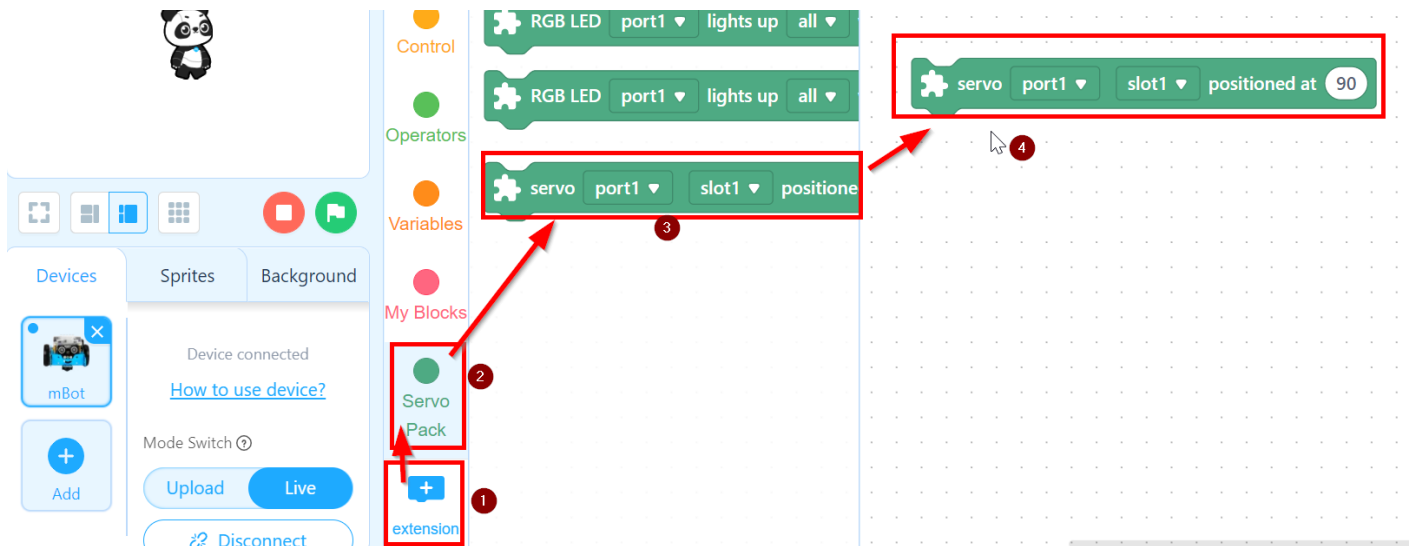 Devices
Sprites
Background
mBot
Add
Device connected
How to use device?
Mode Switch ?
Upload
Live
Disconnect
Control
Operators
Variables
My Blocks
Servo
Pack
2
extension
1
RGB LED port1 lights up all
RGB LED port1 lights up all
servo port1 slot1 positione
3
servo port1 slot1 positioned at 90
4